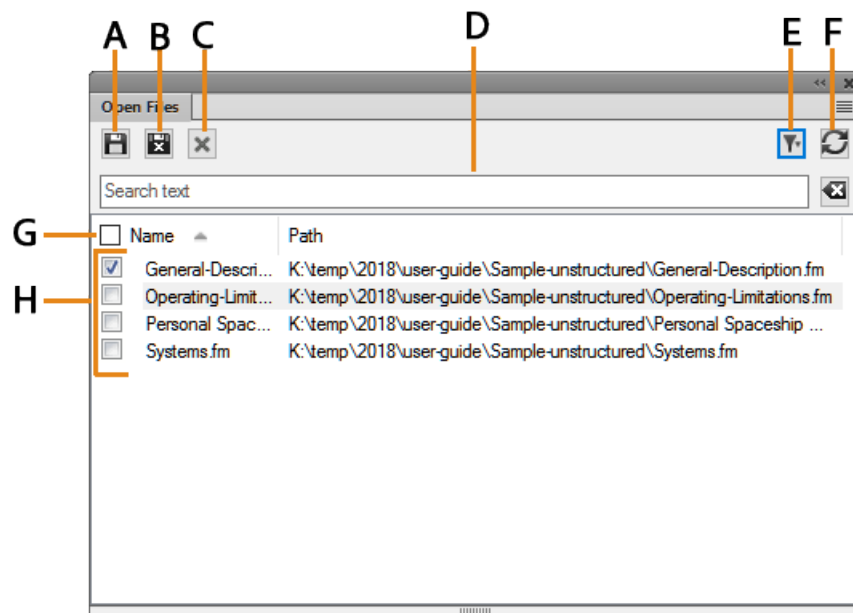 A B C D E F
Open Files
Search text
G Name Path
H
General-Descri... K:\temp\2018\user-guide\Sample-unstructured\General-Description.fm
Operating-Limit... K:\temp\2018\user-guide\Sample-unstructured\Operating-Limitations.fm
Personal Spac... K:\temp\2018\user-guide\Sample-unstructured\Personal Spaceship ...
Systems.fm K:\temp\2018\user-guide\Sample-unstructured\Systems.fm